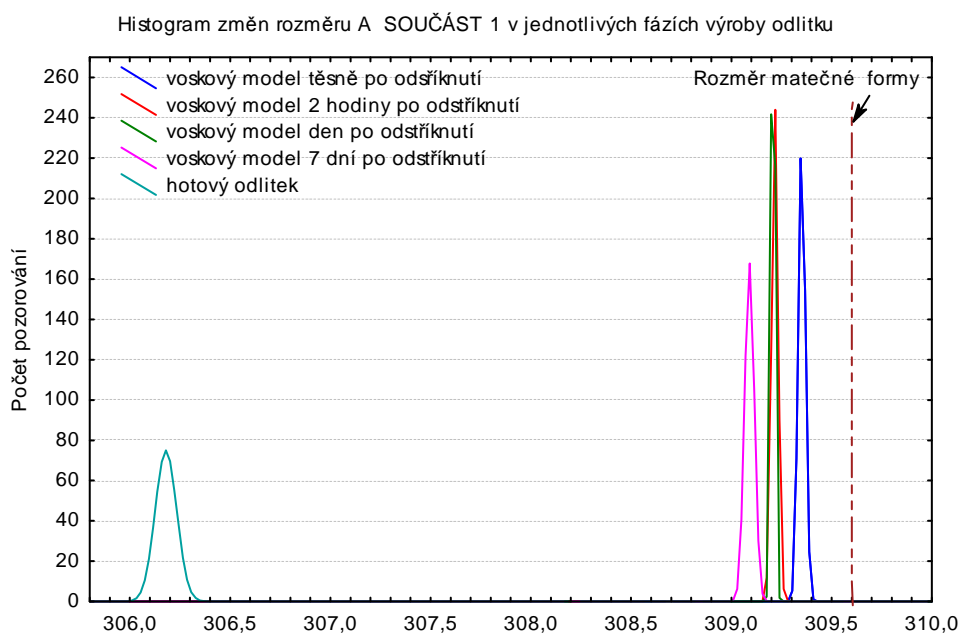 Histogram změn rozměru A  SOUČÁST 1 v jednotlivých fázích výroby odlitku
voskový model těsně po odsříknutí
voskový model 2 hodiny po odstříknutí
voskový model den po odstříknutí
voskový model 7 dní po odstříknutí
hotový odlitek
Rozměr matečné formy
Počet pozorování
260
240
220
200
180
160
140
120
100
80
60
40
20
0
306,0 306,5 307,0 307,5 308,0 308,5 309,0 309,5 310,0